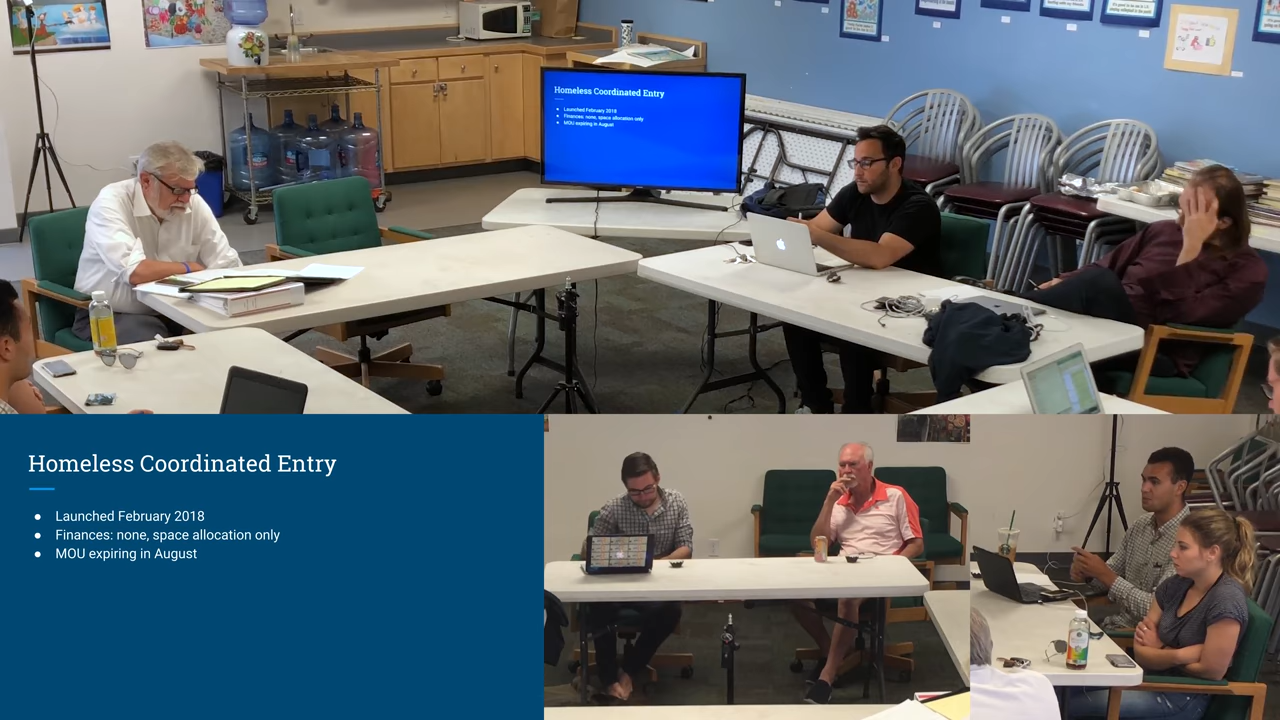 Homeless Coordinated Entry
Launched February 2018
Finances: none, space allocation only
MOU expiring in August
Homeless Coordinated Entry
● Launched February 2018
● Finances: none, space allocation only
● MOU expiring in August